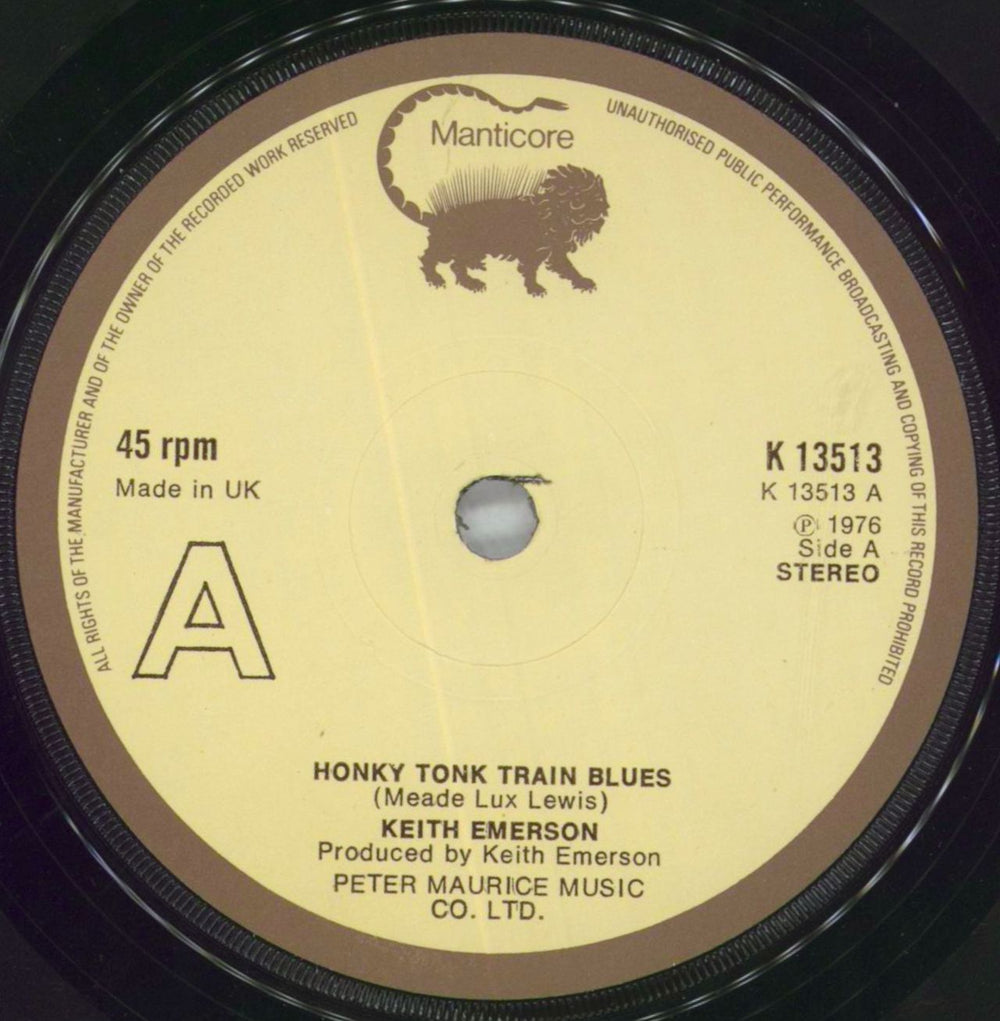 Manticore
ALL RIGHTS OF THE MANUFACTURER AND OF THE OWNER OF THE RECORDED WORK RESERVED
UNAUTHORISED PUBLIC PERFORMANCE BROADCASTING AND COPYING OF THIS RECORD PROHIBITED
45 rpm
Made in UK
A
K 13513
K 13513 A
Ⓟ 1976
Side A
STEREO
HONKY TONK TRAIN BLUES
(Meade Lux Lewis)
KEITH EMERSON
Produced by Keith Emerson
PETER MAURICE MUSIC
CO. LTD.